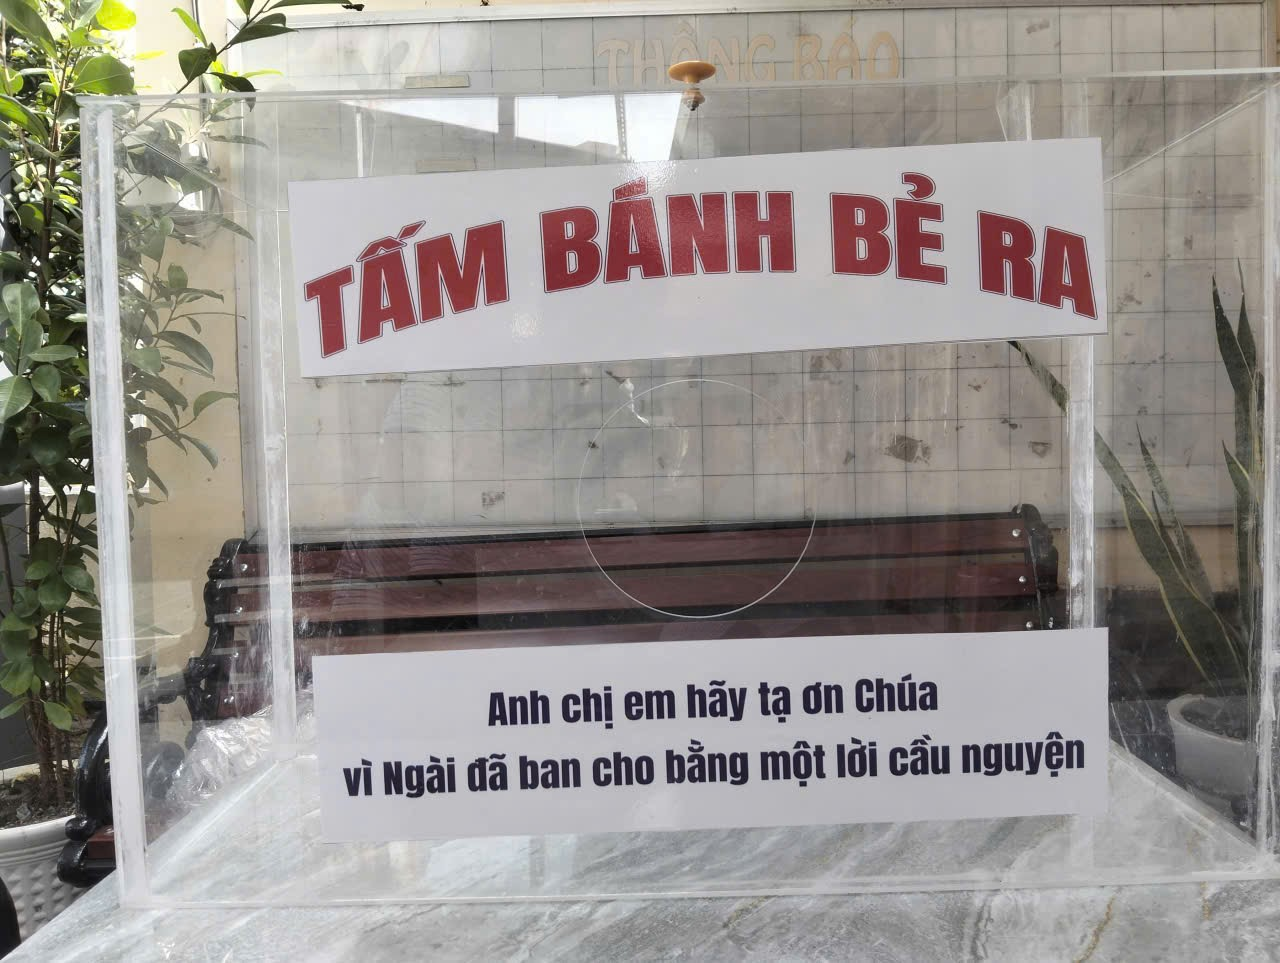 THÔNG BÁO
TẤM BÁNH BẺ RA
Anh chị em hãy tạ ơn Chúa
vì Ngài đã ban cho bằng một lời cầu nguyện